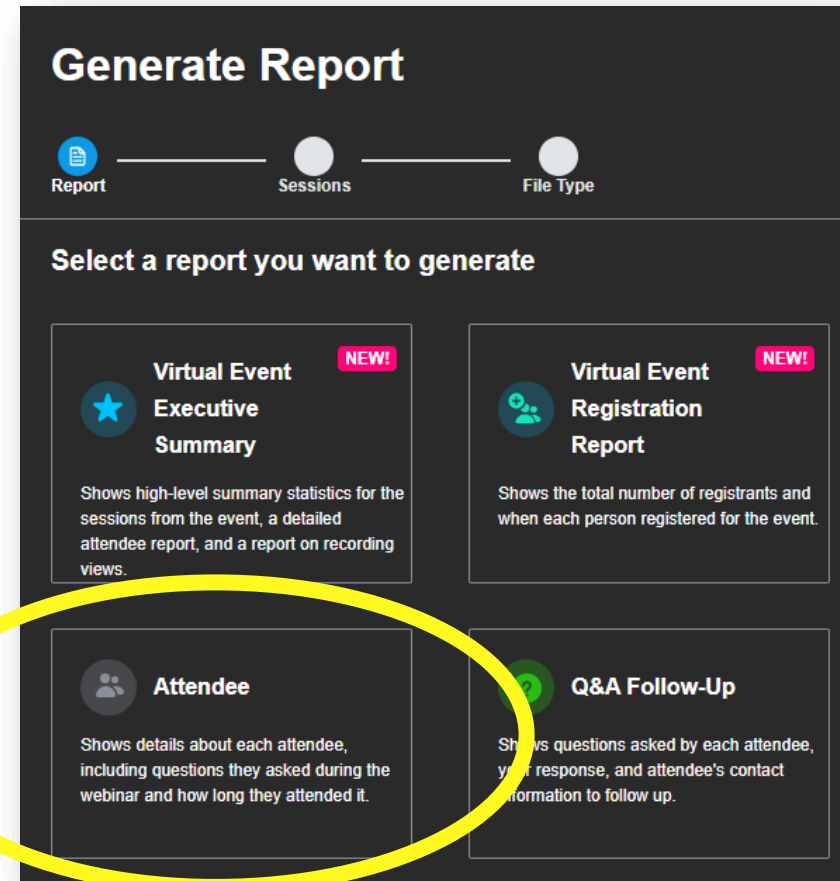 Generate Report
Report
Sessions
File Type
Select a report you want to generate
NEW!
Virtual Event
Executive
Summary
Shows high-level summary statistics for the
sessions from the event, a detailed
attendee report, and a report on recording
views.
NEW!
Virtual Event
Registration
Report
Shows the total number of registrants and
when each person registered for the event.
Attendee
Shows details about each attendee,
including questions they asked during the
webinar and how long they attended it.
?
Q&A Follow-Up
Shows questions asked by each attendee,
your response, and attendee's contact
information to follow up.